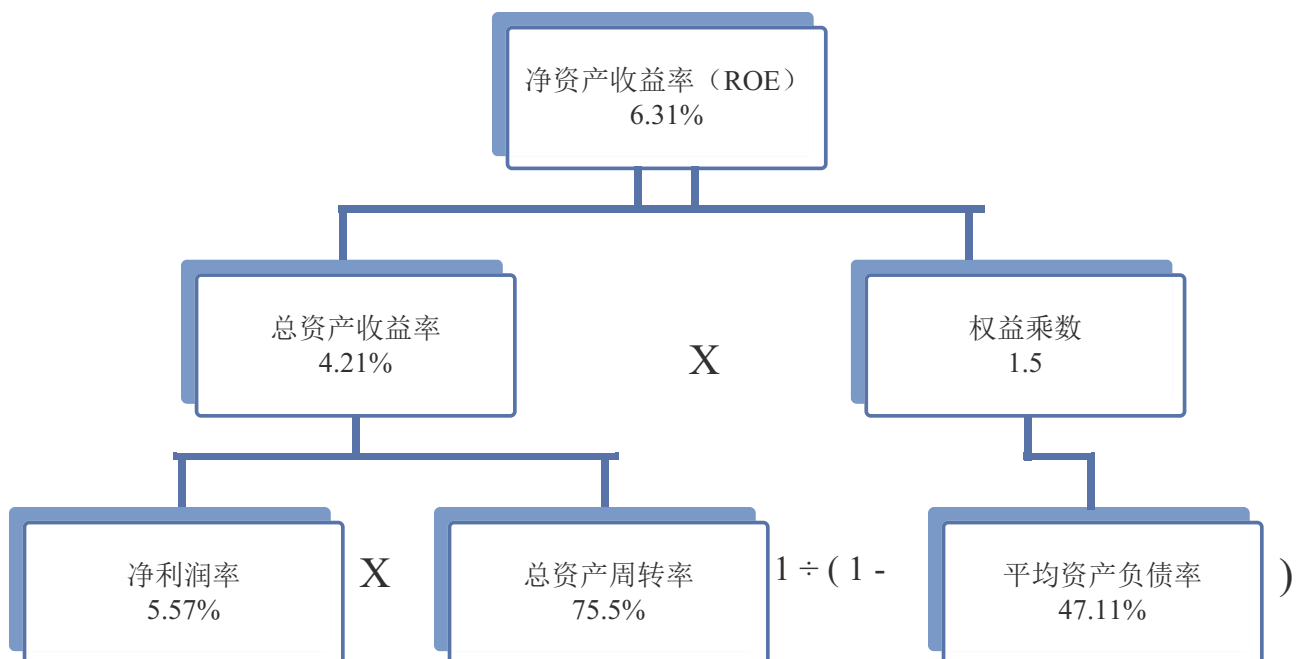 净资产收益率（ROE）
6.31%
总资产收益率
4.21%
X
权益乘数
1.5
净利润率
5.57%
X
总资产周转率
75.5%
1 ÷ ( 1 -
平均资产负债率
47.11%
)